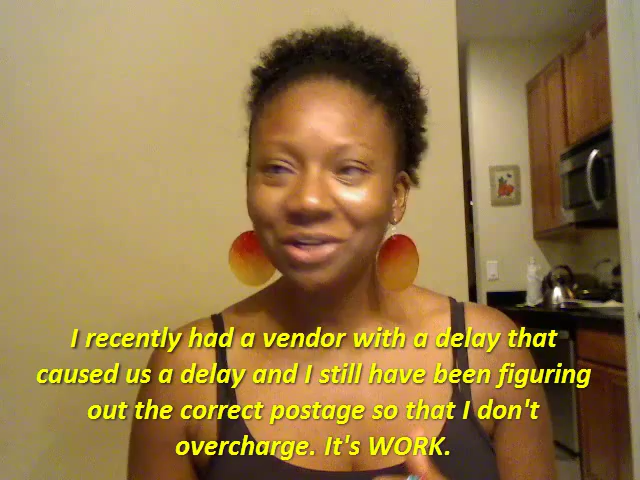 I recently had a vendor with a delay that
caused us a delay and I still have been figuring
out the correct postage so that I don't
overcharge. It's WORK.